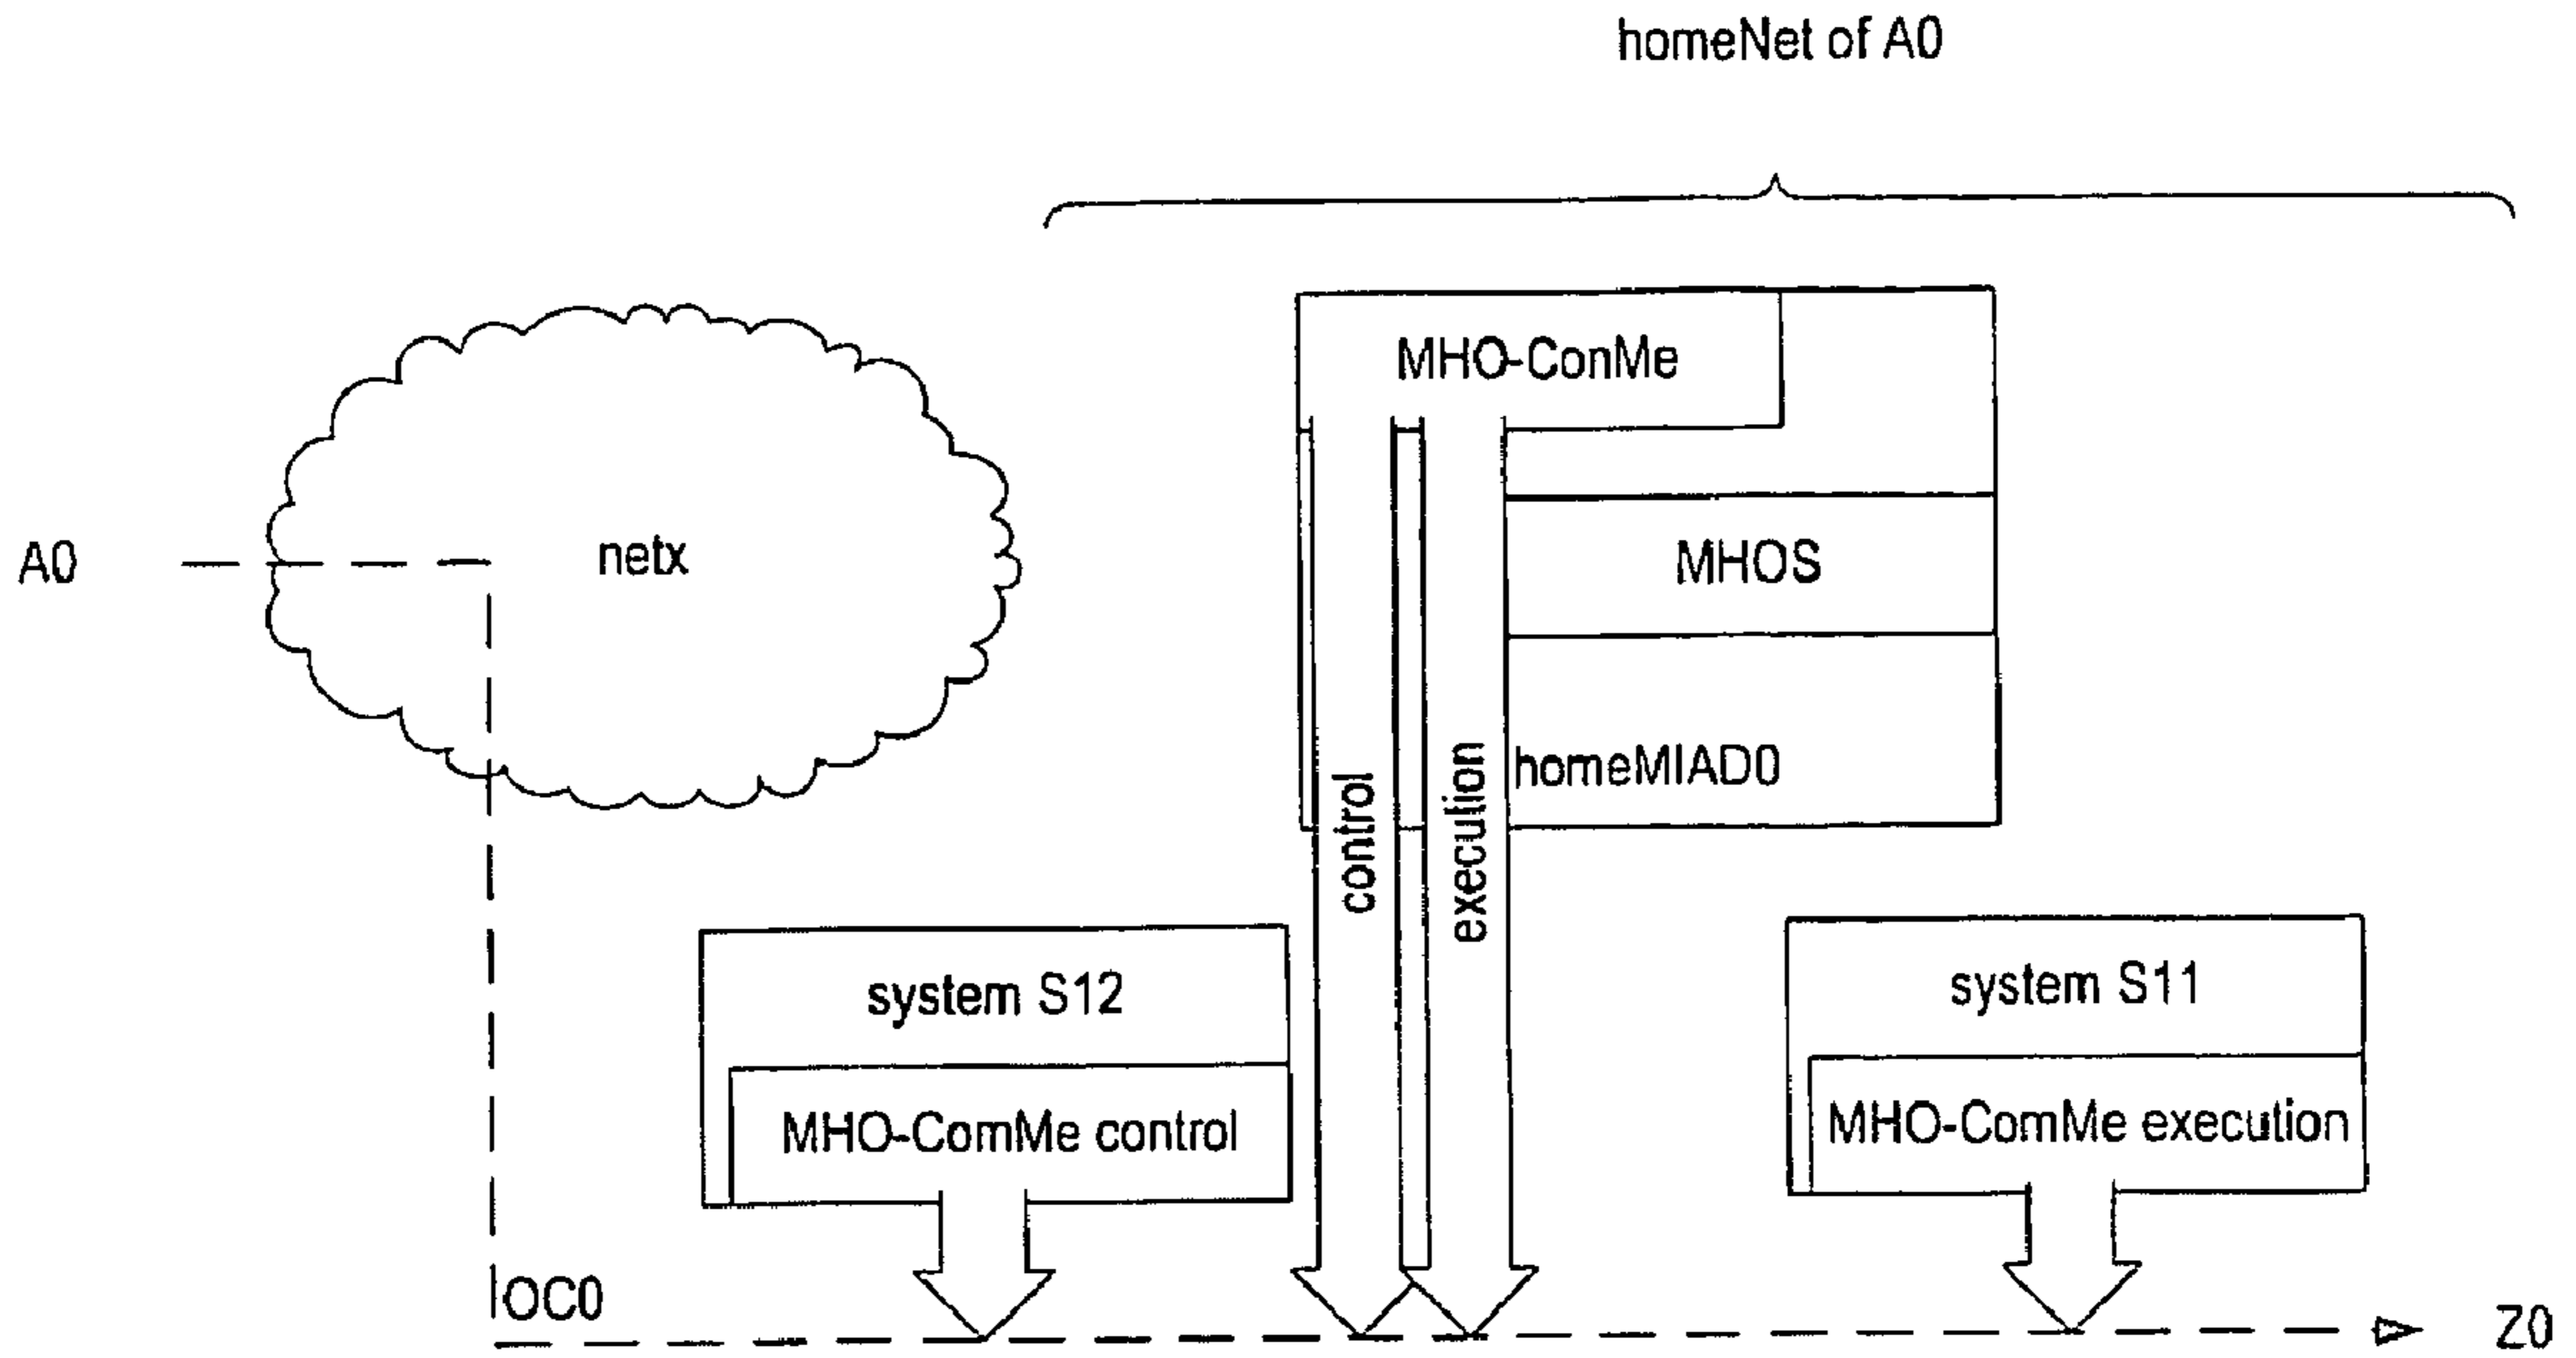 homeNet of A0
MHO-ConMe
A0
netx
MHOS
homeMIAD0
control
execution
system S12
system S11
MHO-ComMe control
MHO-ComMe execution
OC0
Z0